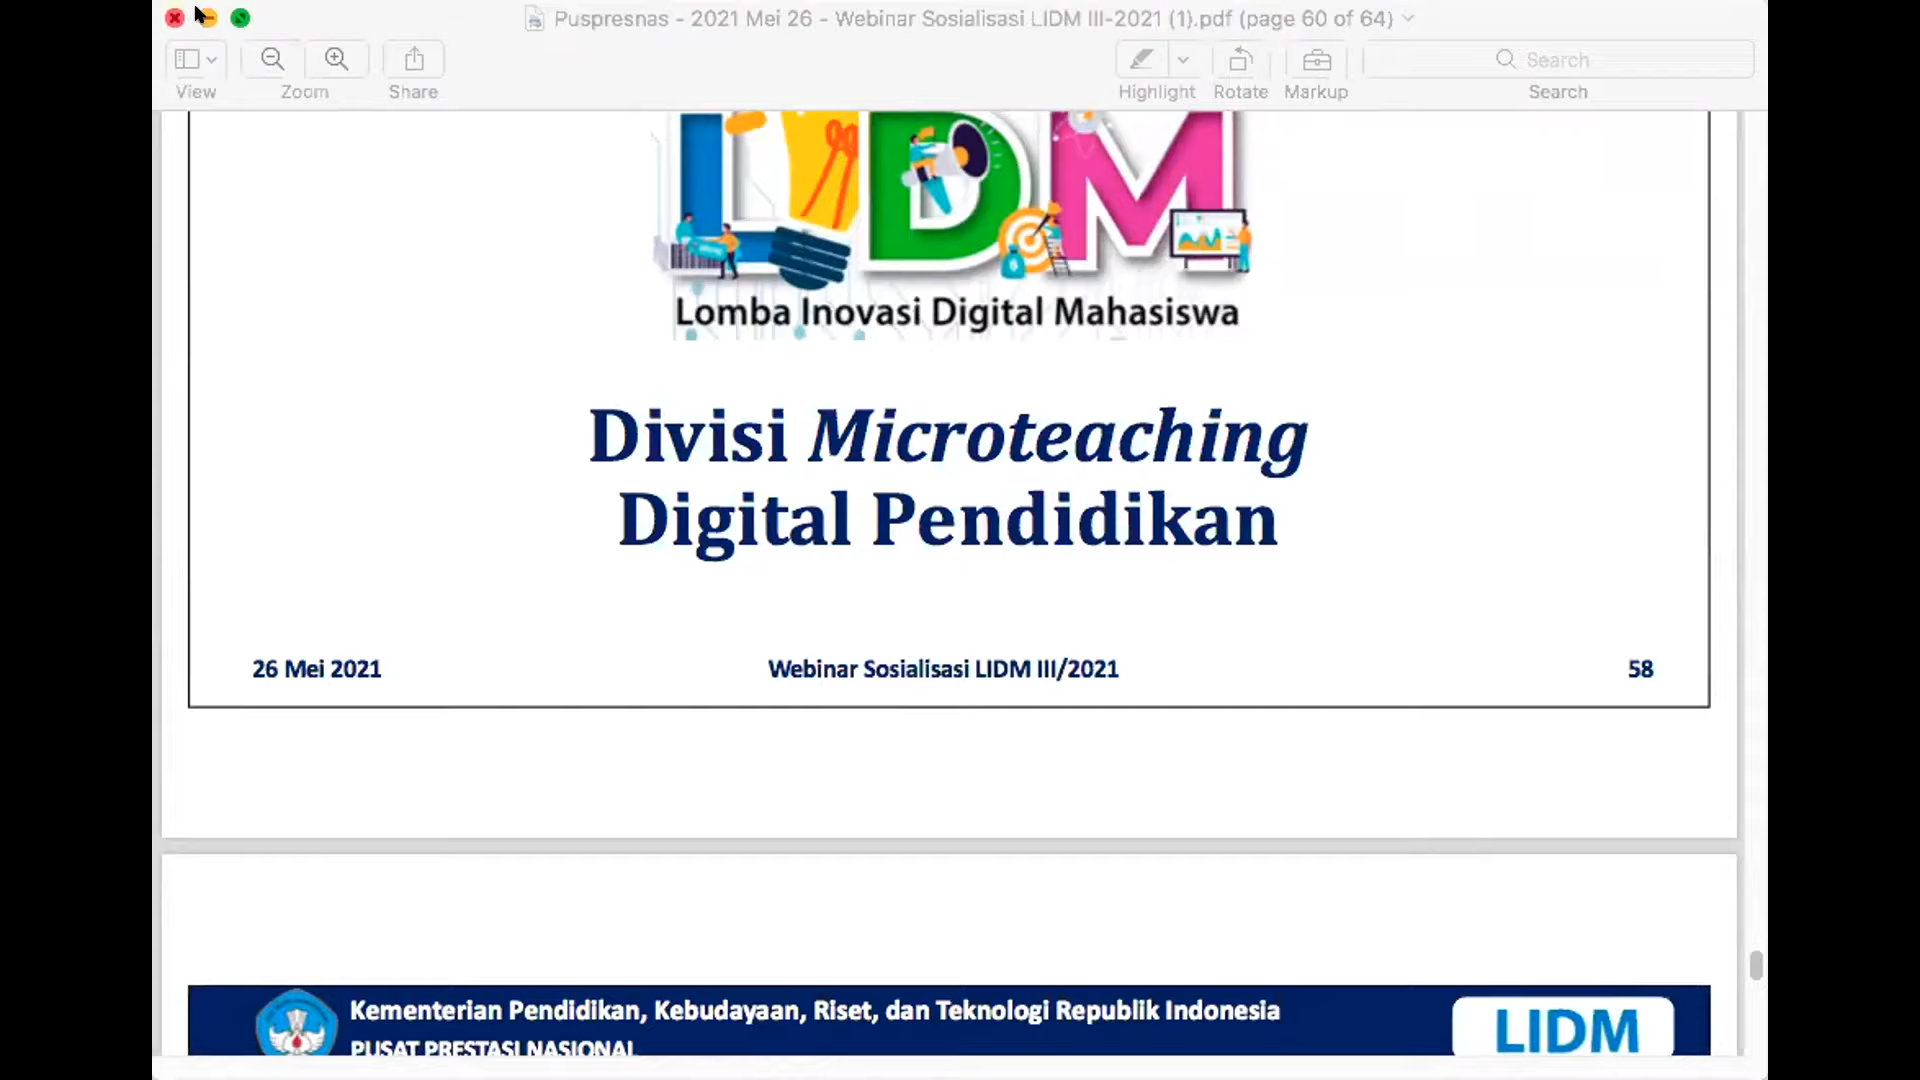 Puspresnas - 2021 Mei 26 - Webinar Sosialisasi LIDM III-2021 (1).pdf (page 60 of 64)
Search
View
Zoom
Share
Highlight
Rotate
Markup
Search
LIDM
Lomba Inovasi Digital Mahasiswa
Divisi Microteaching
Digital Pendidikan
26 Mei 2021
Webinar Sosialisasi LIDM III/2021
58
Kementerian Pendidikan, Kebudayaan, Riset, dan Teknologi Republik Indonesia
LIDM
PUSAT PRESTASI NASIONAL